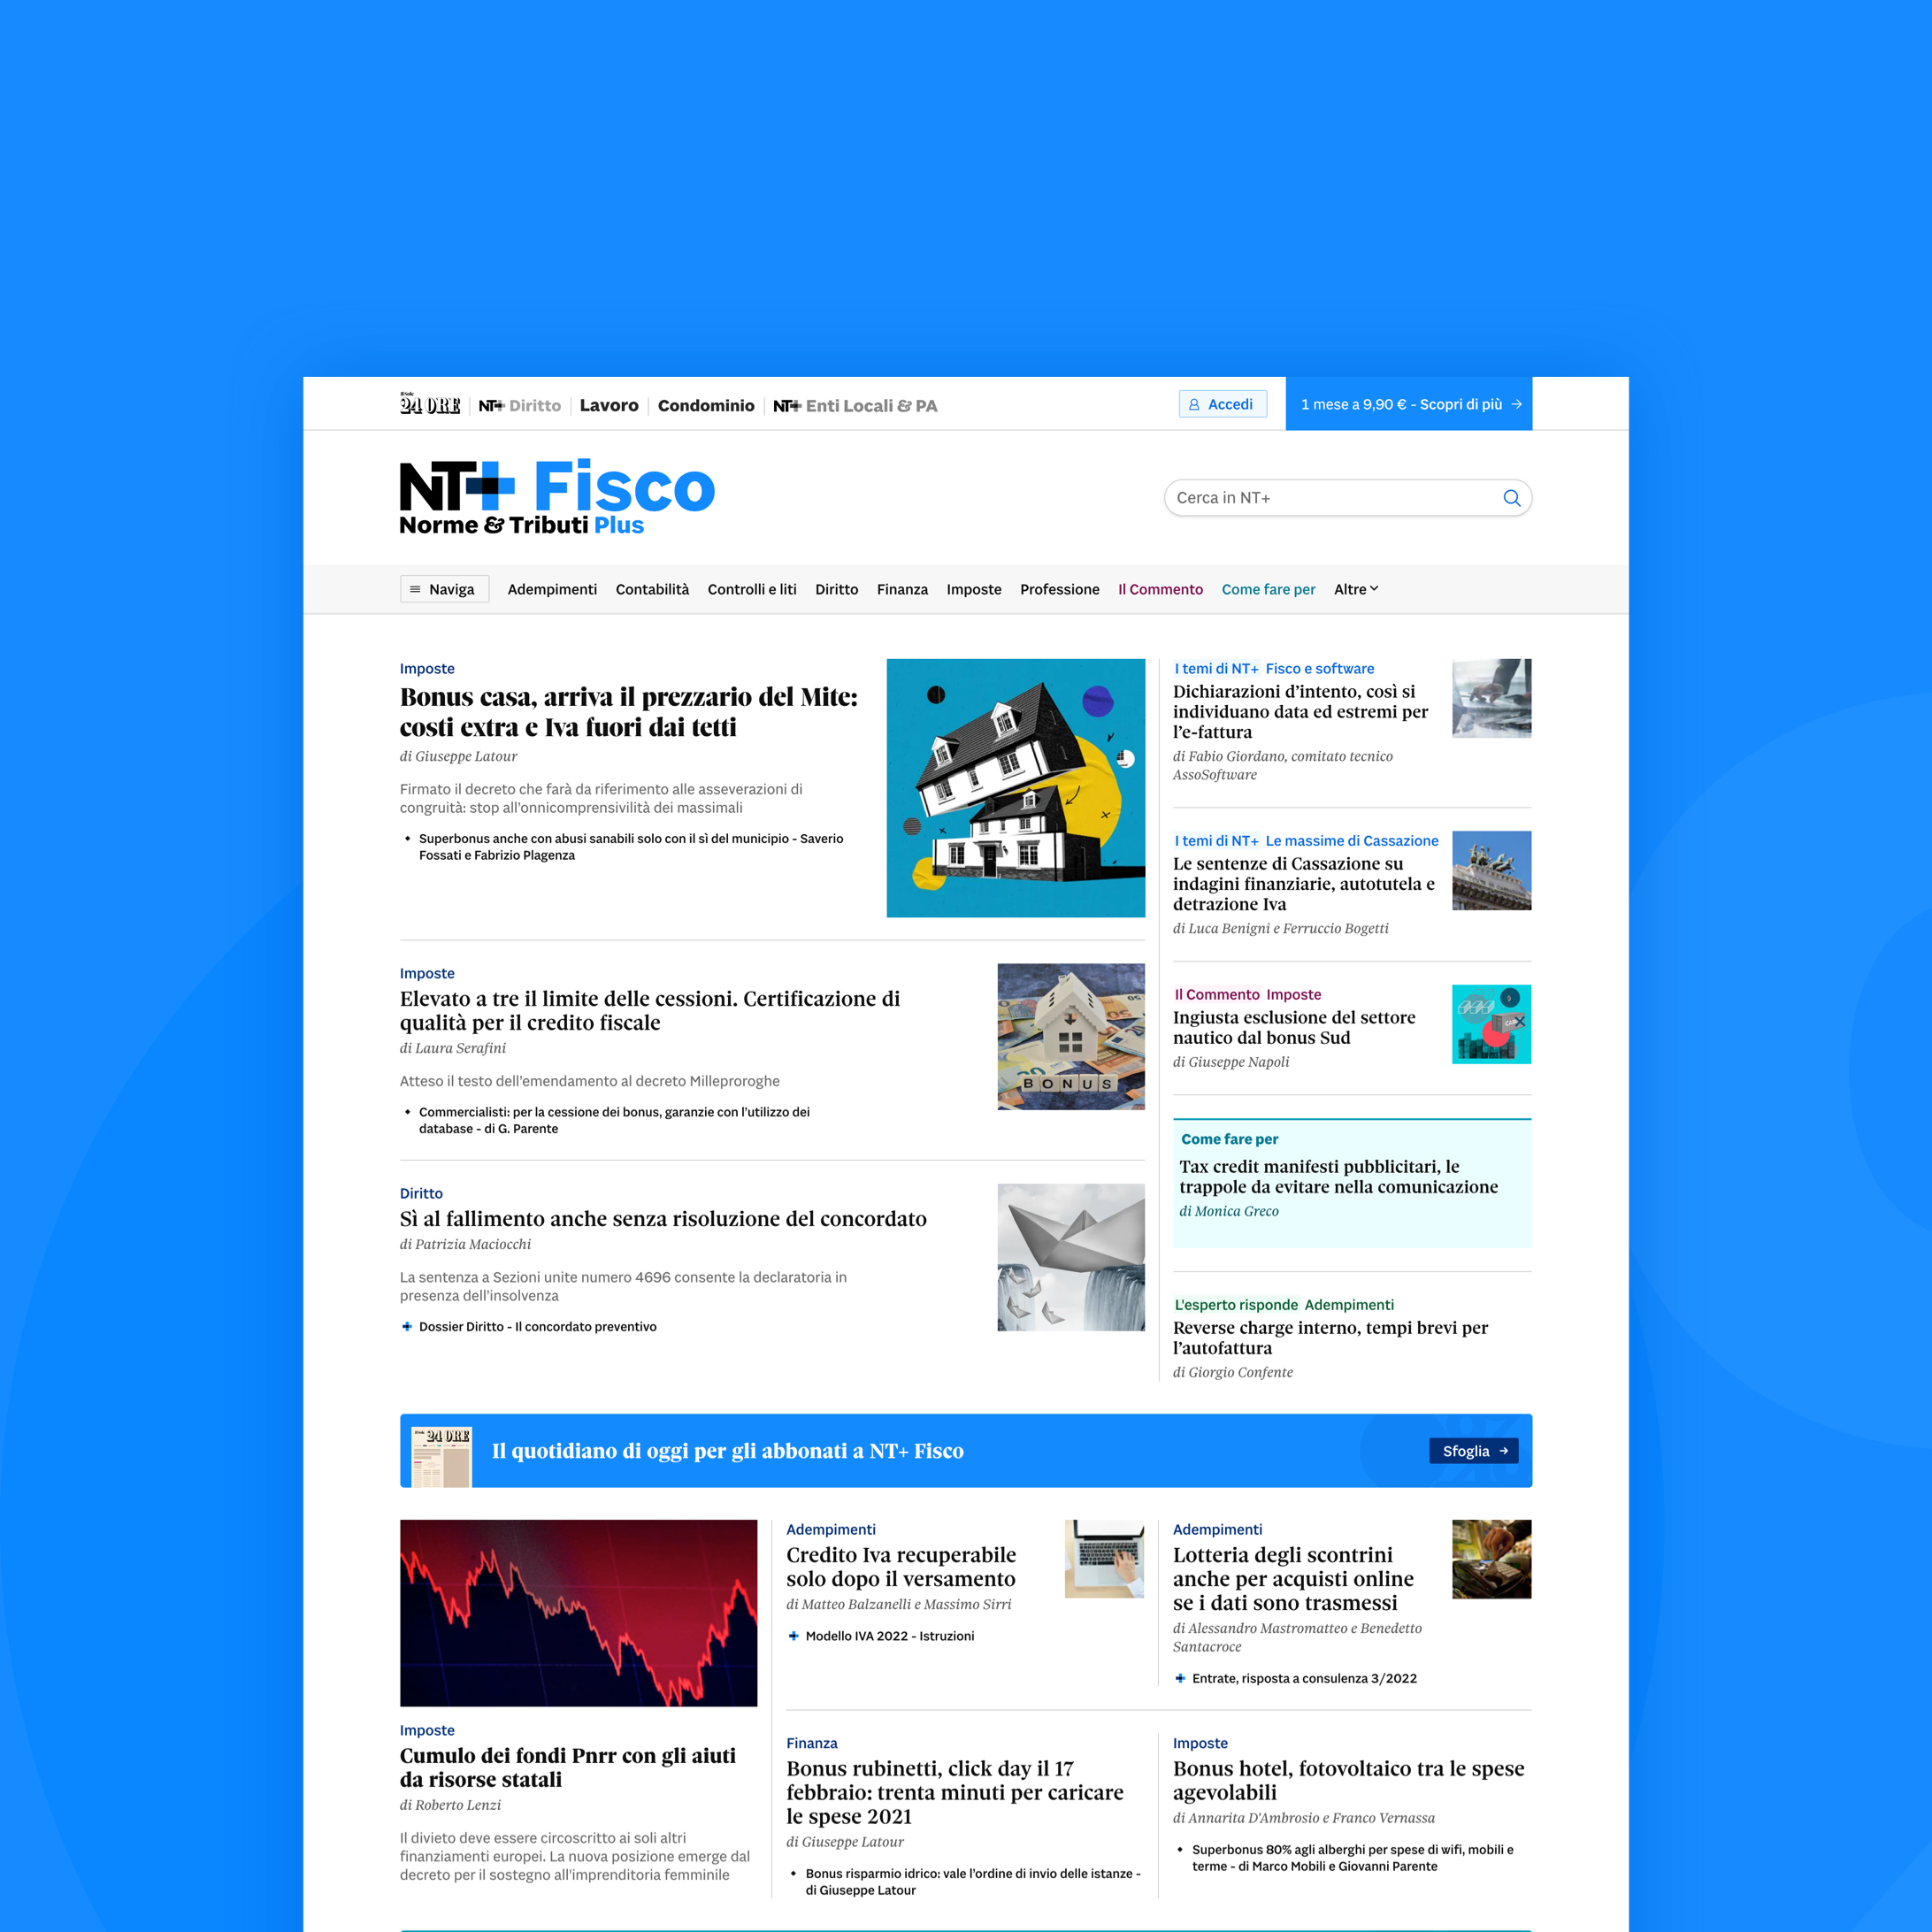 Il Sole
24 ORE
NT+ Diritto
Lavoro
Condominio
NT+ Enti Locali & PA
Accedi
1 mese a 9,90 € - Scopri di più →
NT+ Fisco
Norme & Tributi Plus
Cerca in NT+
Naviga
Adempimenti
Contabilità
Controlli e liti
Diritto
Finanza
Imposte
Professione
Il Commento
Come fare per
Altre
Imposte
Bonus casa, arriva il prezzario del Mite:
costi extra e Iva fuori dai tetti
di Giuseppe Latour
Firmato il decreto che farà da riferimento alle asseverazioni di
congruità: stop all'onnicomprensivilità dei massimali
Superbonus anche con abusi sanabili solo con il sì del municipio - Saverio
Fossati e Fabrizio Plagenza
Imposte
Elevato a tre il limite delle cessioni. Certificazione di
qualità per il credito fiscale
di Laura Serafini
Atteso il testo dell'emendamento al decreto Milleproroghe
Commercialisti: per la cessione dei bonus, garanzie con l'utilizzo dei
database - di G. Parente
BONUS
Diritto
Sì al fallimento anche senza risoluzione del concordato
di Patrizia Maciocchi
La sentenza a Sezioni unite numero 4696 consente la declaratoria in
presenza dell'insolvenza
Dossier Diritto - Il concordato preventivo
I temi di NT+ Fisco e software
Dichiarazioni d'intento, così si
individuano data ed estremi per
l'e-fattura
di Fabio Giordano, comitato tecnico
AssoSoftware
I temi di NT+ Le massime di Cassazione
Le sentenze di Cassazione su
indagini finanziarie, autotutela e
detrazione Iva
di Luca Benigni e Ferruccio Bogetti
Il Commento Imposte
Ingiusta esclusione del settore
nautico dal bonus Sud
di Giuseppe Napoli
Come fare per
Tax credit manifesti pubblicitari, le
trappole da evitare nella comunicazione
di Monica Greco
L'esperto risponde Adempimenti
Reverse charge interno, tempi brevi per
l'autofattura
di Giorgio Confente
24 ORE
Il quotidiano di oggi per gli abbonati a NT+ Fisco
Sfoglia →
Imposte
Cumulo dei fondi Pnrr con gli aiuti
da risorse statali
di Roberto Lenzi
Il divieto deve essere circoscritto ai soli altri
finanziamenti europei. La nuova posizione emerge dal
decreto per il sostegno all'imprenditoria femminile
Adempimenti
Credito Iva recuperabile
solo dopo il versamento
di Matteo Balzanelli e Massimo Sirri
Modello IVA 2022 - Istruzioni
Adempimenti
Lotteria degli scontrini
anche per acquisti online
se i dati sono trasmessi
di Alessandro Mastromatteo e Benedetto
Santacroce
Entrate, risposta a consulenza 3/2022
Finanza
Bonus rubinetti, click day il 17
febbraio: trenta minuti per caricare
le spese 2021
di Giuseppe Latour
Bonus risparmio idrico: vale l'ordine di invio delle istanze -
di Giuseppe Latour
Imposte
Bonus hotel, fotovoltaico tra le spese
agevolabili
di Annarita D'Ambrosio e Franco Vernassa
Superbonus 80% agli alberghi per spese di wifi, mobili e
terme - di Marco Mobili e Giovanni Parente